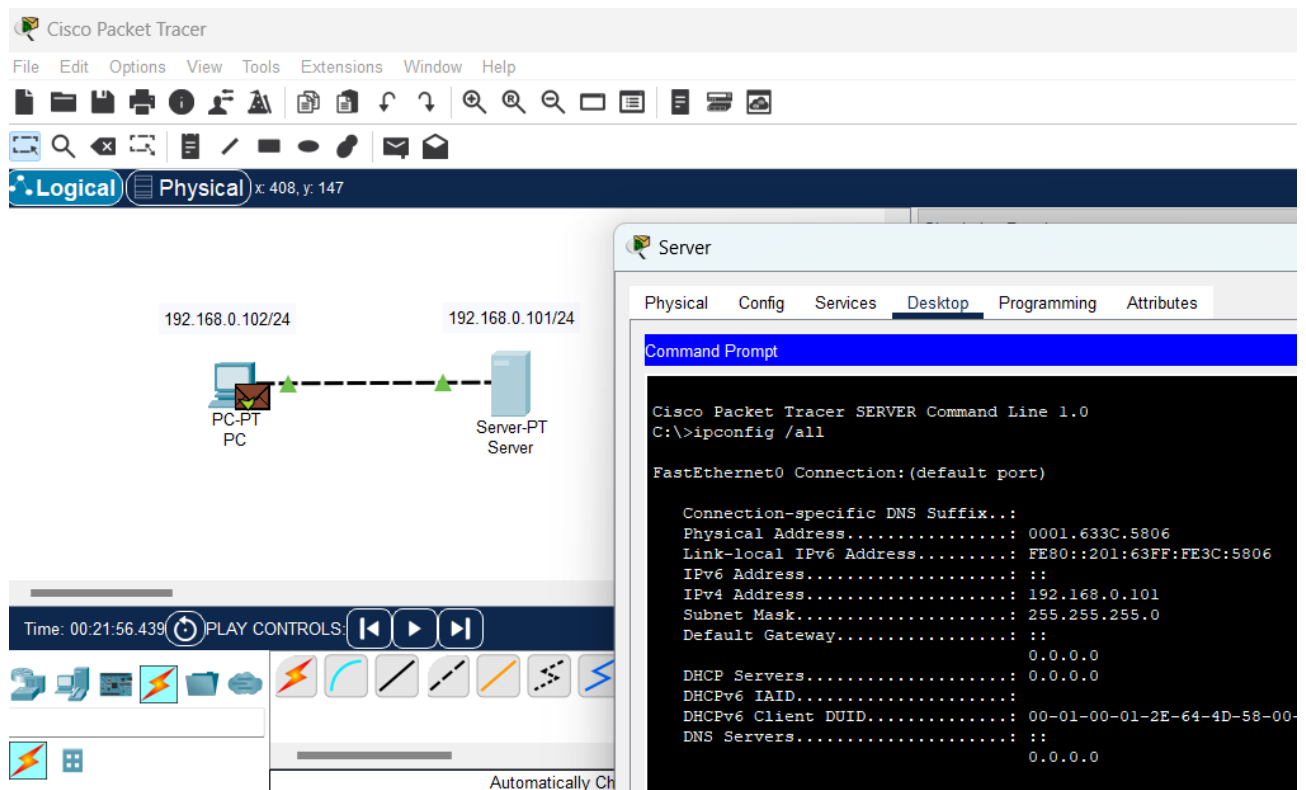 Cisco Packet Tracer
File Edit Options View Tools Extensions Window Help
Logical Physical x: 408, y: 147
192.168.0.102/24
192.168.0.101/24
PC-PT
PC
Server-PT
Server
Time: 00:21:56.439 PLAY CONTROLS:
Automatically Ch
Server
Physical Config Services Desktop Programming Attributes
Command Prompt
Cisco Packet Tracer SERVER Command Line 1.0
C:\>ipconfig /all
FastEthernet0 Connection:(default port)
Connection-specific DNS Suffix..:
Physical Address................: 0001.633C.5806
Link-local IPv6 Address.........: FE80::201:63FF:FE3C:5806
IPv6 Address....................: ::
IPv4 Address....................: 192.168.0.101
Subnet Mask.....................: 255.255.255.0
Default Gateway.................: ::
0.0.0.0
DHCP Servers....................: 0.0.0.0
DHCPv6 IAID.....................:
DHCPv6 Client DUID..............: 00-01-00-01-2E-64-4D-58-00-
DNS Servers.....................: ::
0.0.0.0